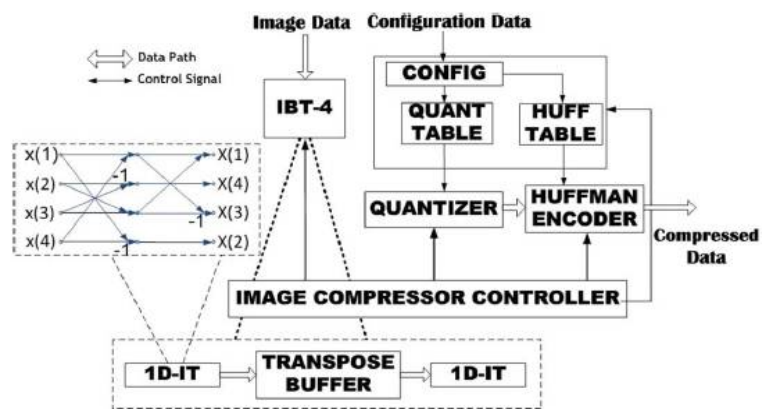 Image Data
Configuration Data
Data Path
Control Signal
CONFIG
IBT-4
QUANT
TABLE
HUFF
TABLE
x(1)
X(1)
-1
x(2)
X(4)
x(3)
X(3)
-1
x(4)
X(2)
-1
QUANTIZER
HUFFMAN
ENCODER
Compressed
Data
IMAGE COMPRESSOR CONTROLLER
1D-IT
TRANSPOSE
BUFFER
1D-IT